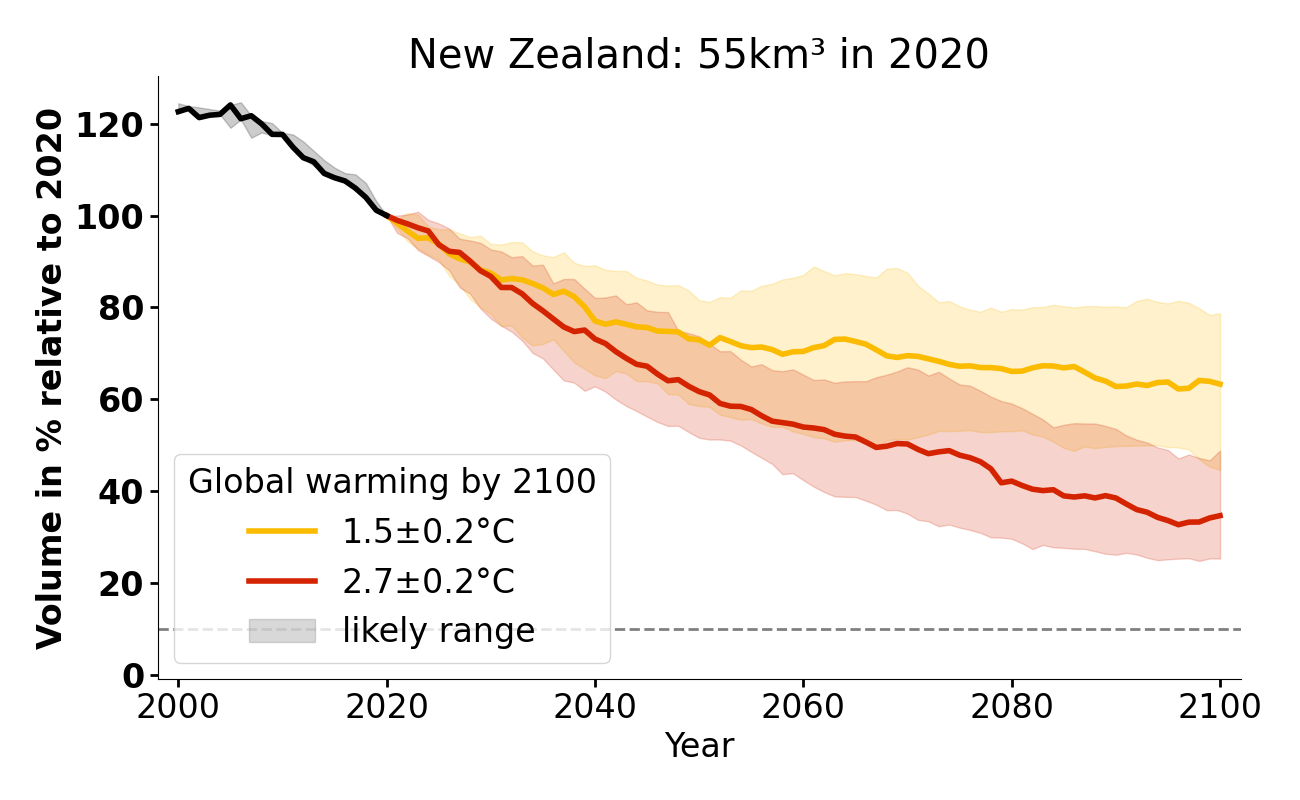 New Zealand: 55km³ in 2020
Volume in % relative to 2020
120
100
80
60
40
20
0
Global warming by 2100
1.5±0.2°C
2.7±0.2°C
likely range
2000 2020 2040 2060 2080 2100
Year